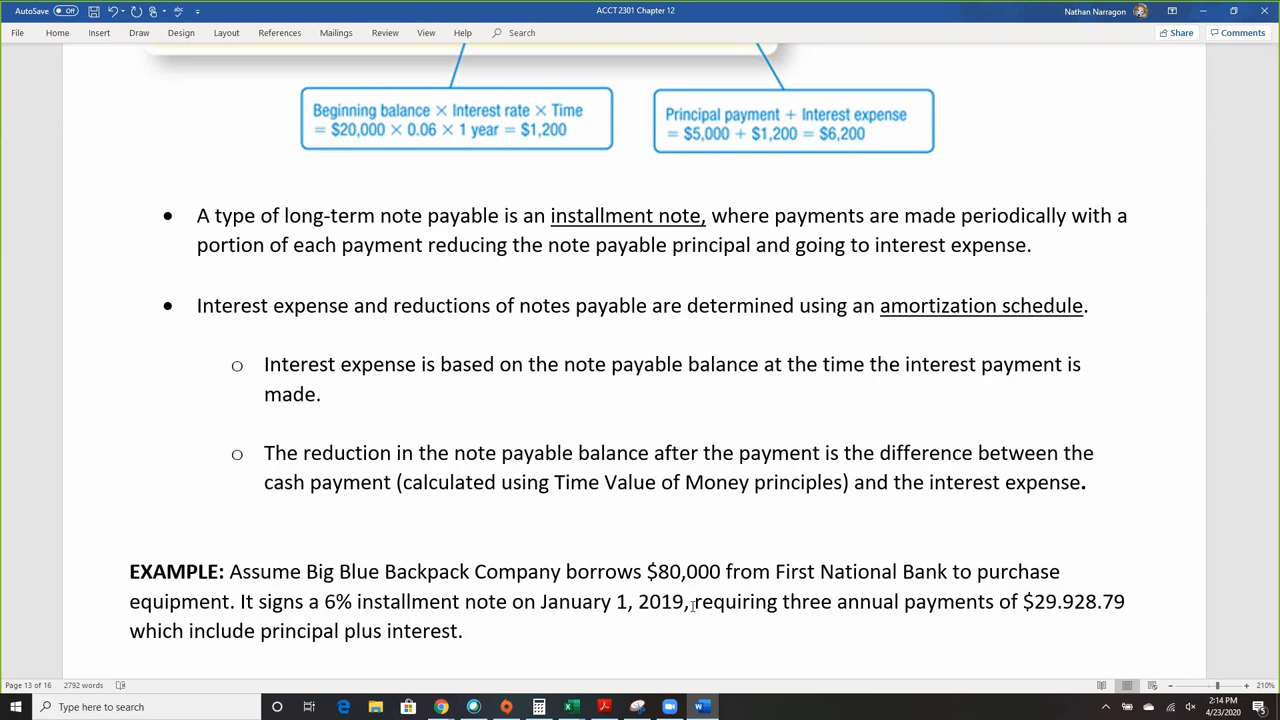 AutoSave Off
ACCT 2301 Chapter 12
Nathan Narragon
File Home Insert Draw Design Layout References Mailings Review View Help Search Share Comments
Beginning balance × Interest rate × Time
= $20,000 × 0.06 × 1 year = $1,200
Principal payment + Interest expense
= $5,000 + $1,200 = $6,200
• A type of long-term note payable is an installment note, where payments are made periodically with a
portion of each payment reducing the note payable principal and going to interest expense.
• Interest expense and reductions of notes payable are determined using an amortization schedule.
o Interest expense is based on the note payable balance at the time the interest payment is
made.
o The reduction in the note payable balance after the payment is the difference between the
cash payment (calculated using Time Value of Money principles) and the interest expense.
EXAMPLE: Assume Big Blue Backpack Company borrows $80,000 from First National Bank to purchase
equipment. It signs a 6% installment note on January 1, 2019, requiring three annual payments of $29.928.79
which include principal plus interest.
Page 13 of 16 2792 words 210%
Type here to search
2:14 PM
4/23/2020